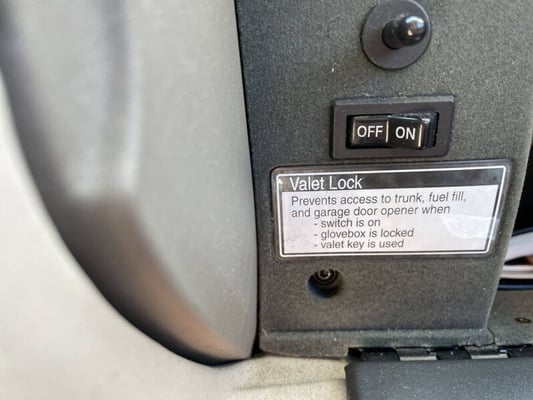 OFF ON
Valet Lock
Prevents access to trunk, fuel fill,
and garage door opener when
- switch is on
- glovebox is locked
- valet key is used